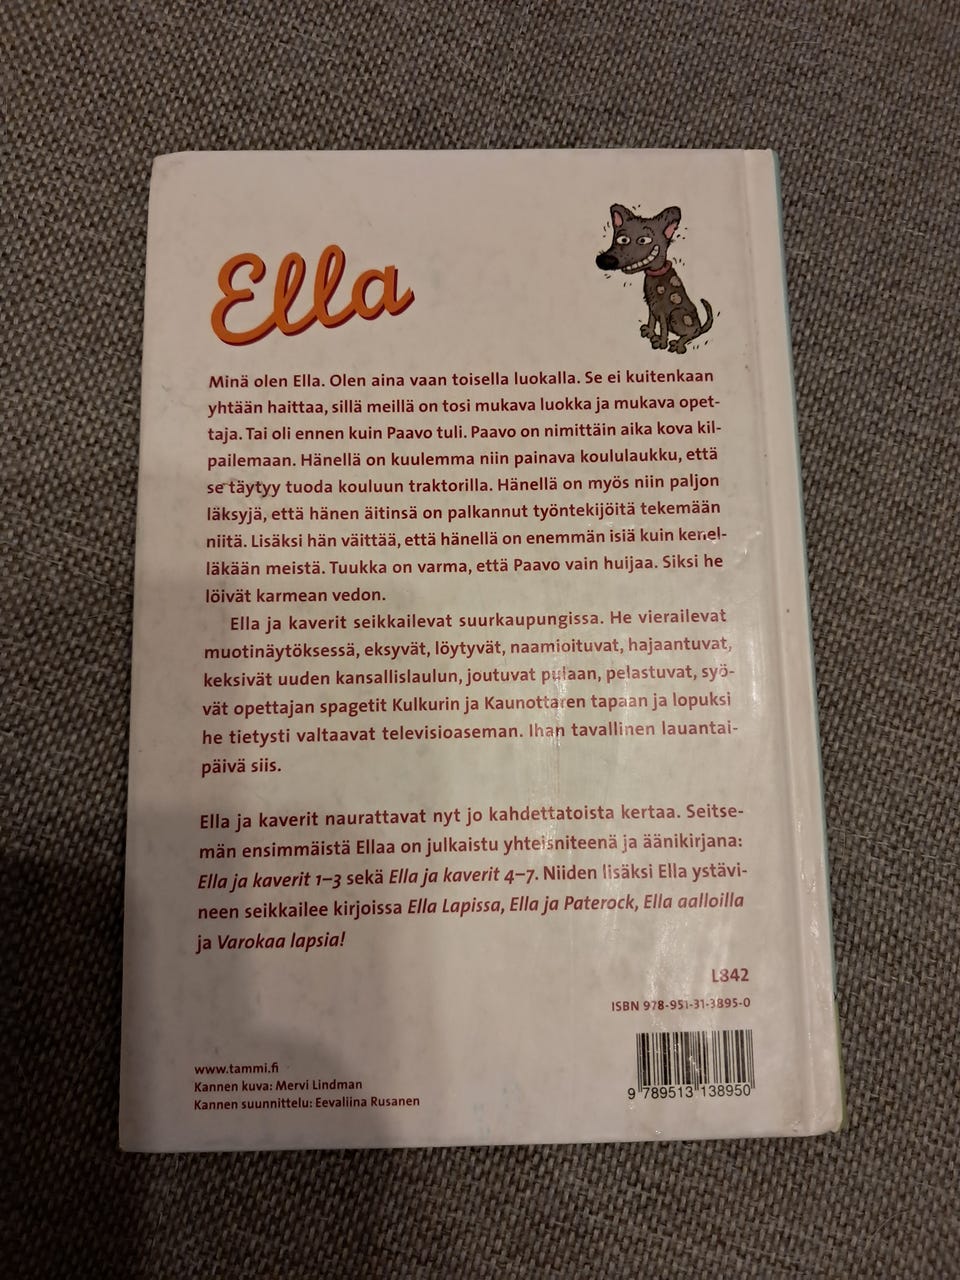 Ella
Minä olen Ella. Olen aina vaan toisella luokalla. Se ei kuitenkaan
yhtään haittaa, sillä meillä on tosi mukava luokka ja mukava opet-
taja. Tai oli ennen kuin Paavo tuli. Paavo on nimittäin aika kova kil-
pailemaan. Hänellä on kuulemma niin painava koululaukku, että
se täytyy tuoda kouluun traktorilla. Hänellä on myös niin paljon
läksyjä, että hänen äitinsä on palkannut työntekijöitä tekemään
niitä. Lisäksi hän väittää, että hänellä on enemmän isiä kuin kenel-
läkään meistä. Tuukka on varma, että Paavo vain huijaa. Siksi he
löivät karmean vedon.
Ella ja kaverit seikkailevat suurkaupungissa. He vierailevat
muotinäytöksessä, eksyvät, löytyvät, naamioituvat, hajaantuvat,
keksivät uuden kansallislaulun, joutuvat pulaan, pelastuvat, syö-
vät opettajan spagetit Kulkurin ja Kaunottaren tapaan ja lopuksi
he tietysti valtaavat televisioaseman. Ihan tavallinen lauantai-
päivä siis.
Ella ja kaverit naurattavat nyt jo kahdettatoista kertaa. Seitse-
män ensimmäistä Ellaa on julkaistu yhteisniteenä ja äänikirjana:
Ella ja kaverit 1–3 sekä Ella ja kaverit 4–7. Niiden lisäksi Ella ystävi-
neen seikkailee kirjoissa Ella Lapissa, Ella ja Paterock, Ella aalloilla
ja Varokaa lapsia!
L842
ISBN 978-951-31-3895-0
9 789513 138950
www.tammi.fi
Kannen kuva: Mervi Lindman
Kannen suunnittelu: Eevaliina Rusanen